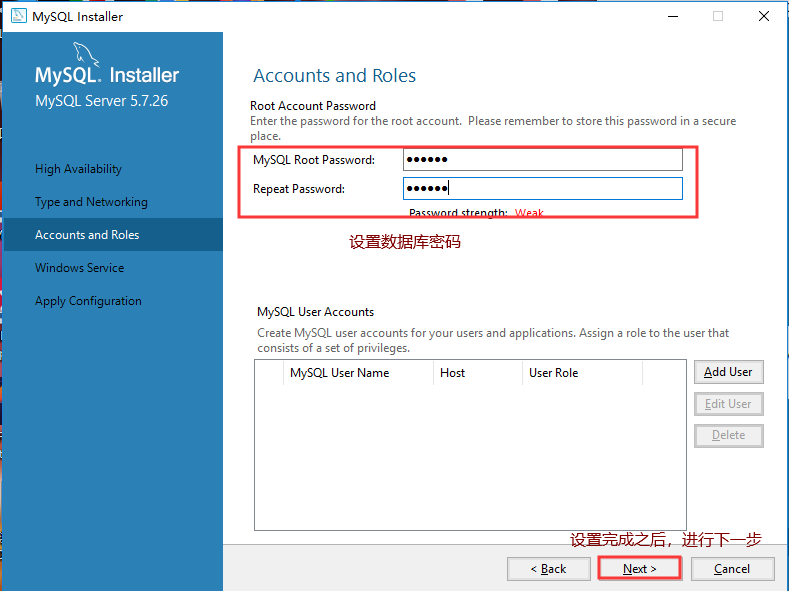 MySQL Installer
MySQL. Installer
MySQL Server 5.7.26
High Availability
Type and Networking
Accounts and Roles
Windows Service
Apply Configuration
Accounts and Roles
Root Account Password
Enter the password for the root account. Please remember to store this password in a secure
place.
MySQL Root Password: ●●●●●●
Repeat Password: ●●●●●●
Password strength: Weak
设置数据库密码
MySQL User Accounts
Create MySQL user accounts for your users and applications. Assign a role to the user that
consists of a set of privileges.
MySQL User Name Host User Role
Add User
Edit User
Delete
设置完成之后，进行下一步
< Back Next > Cancel